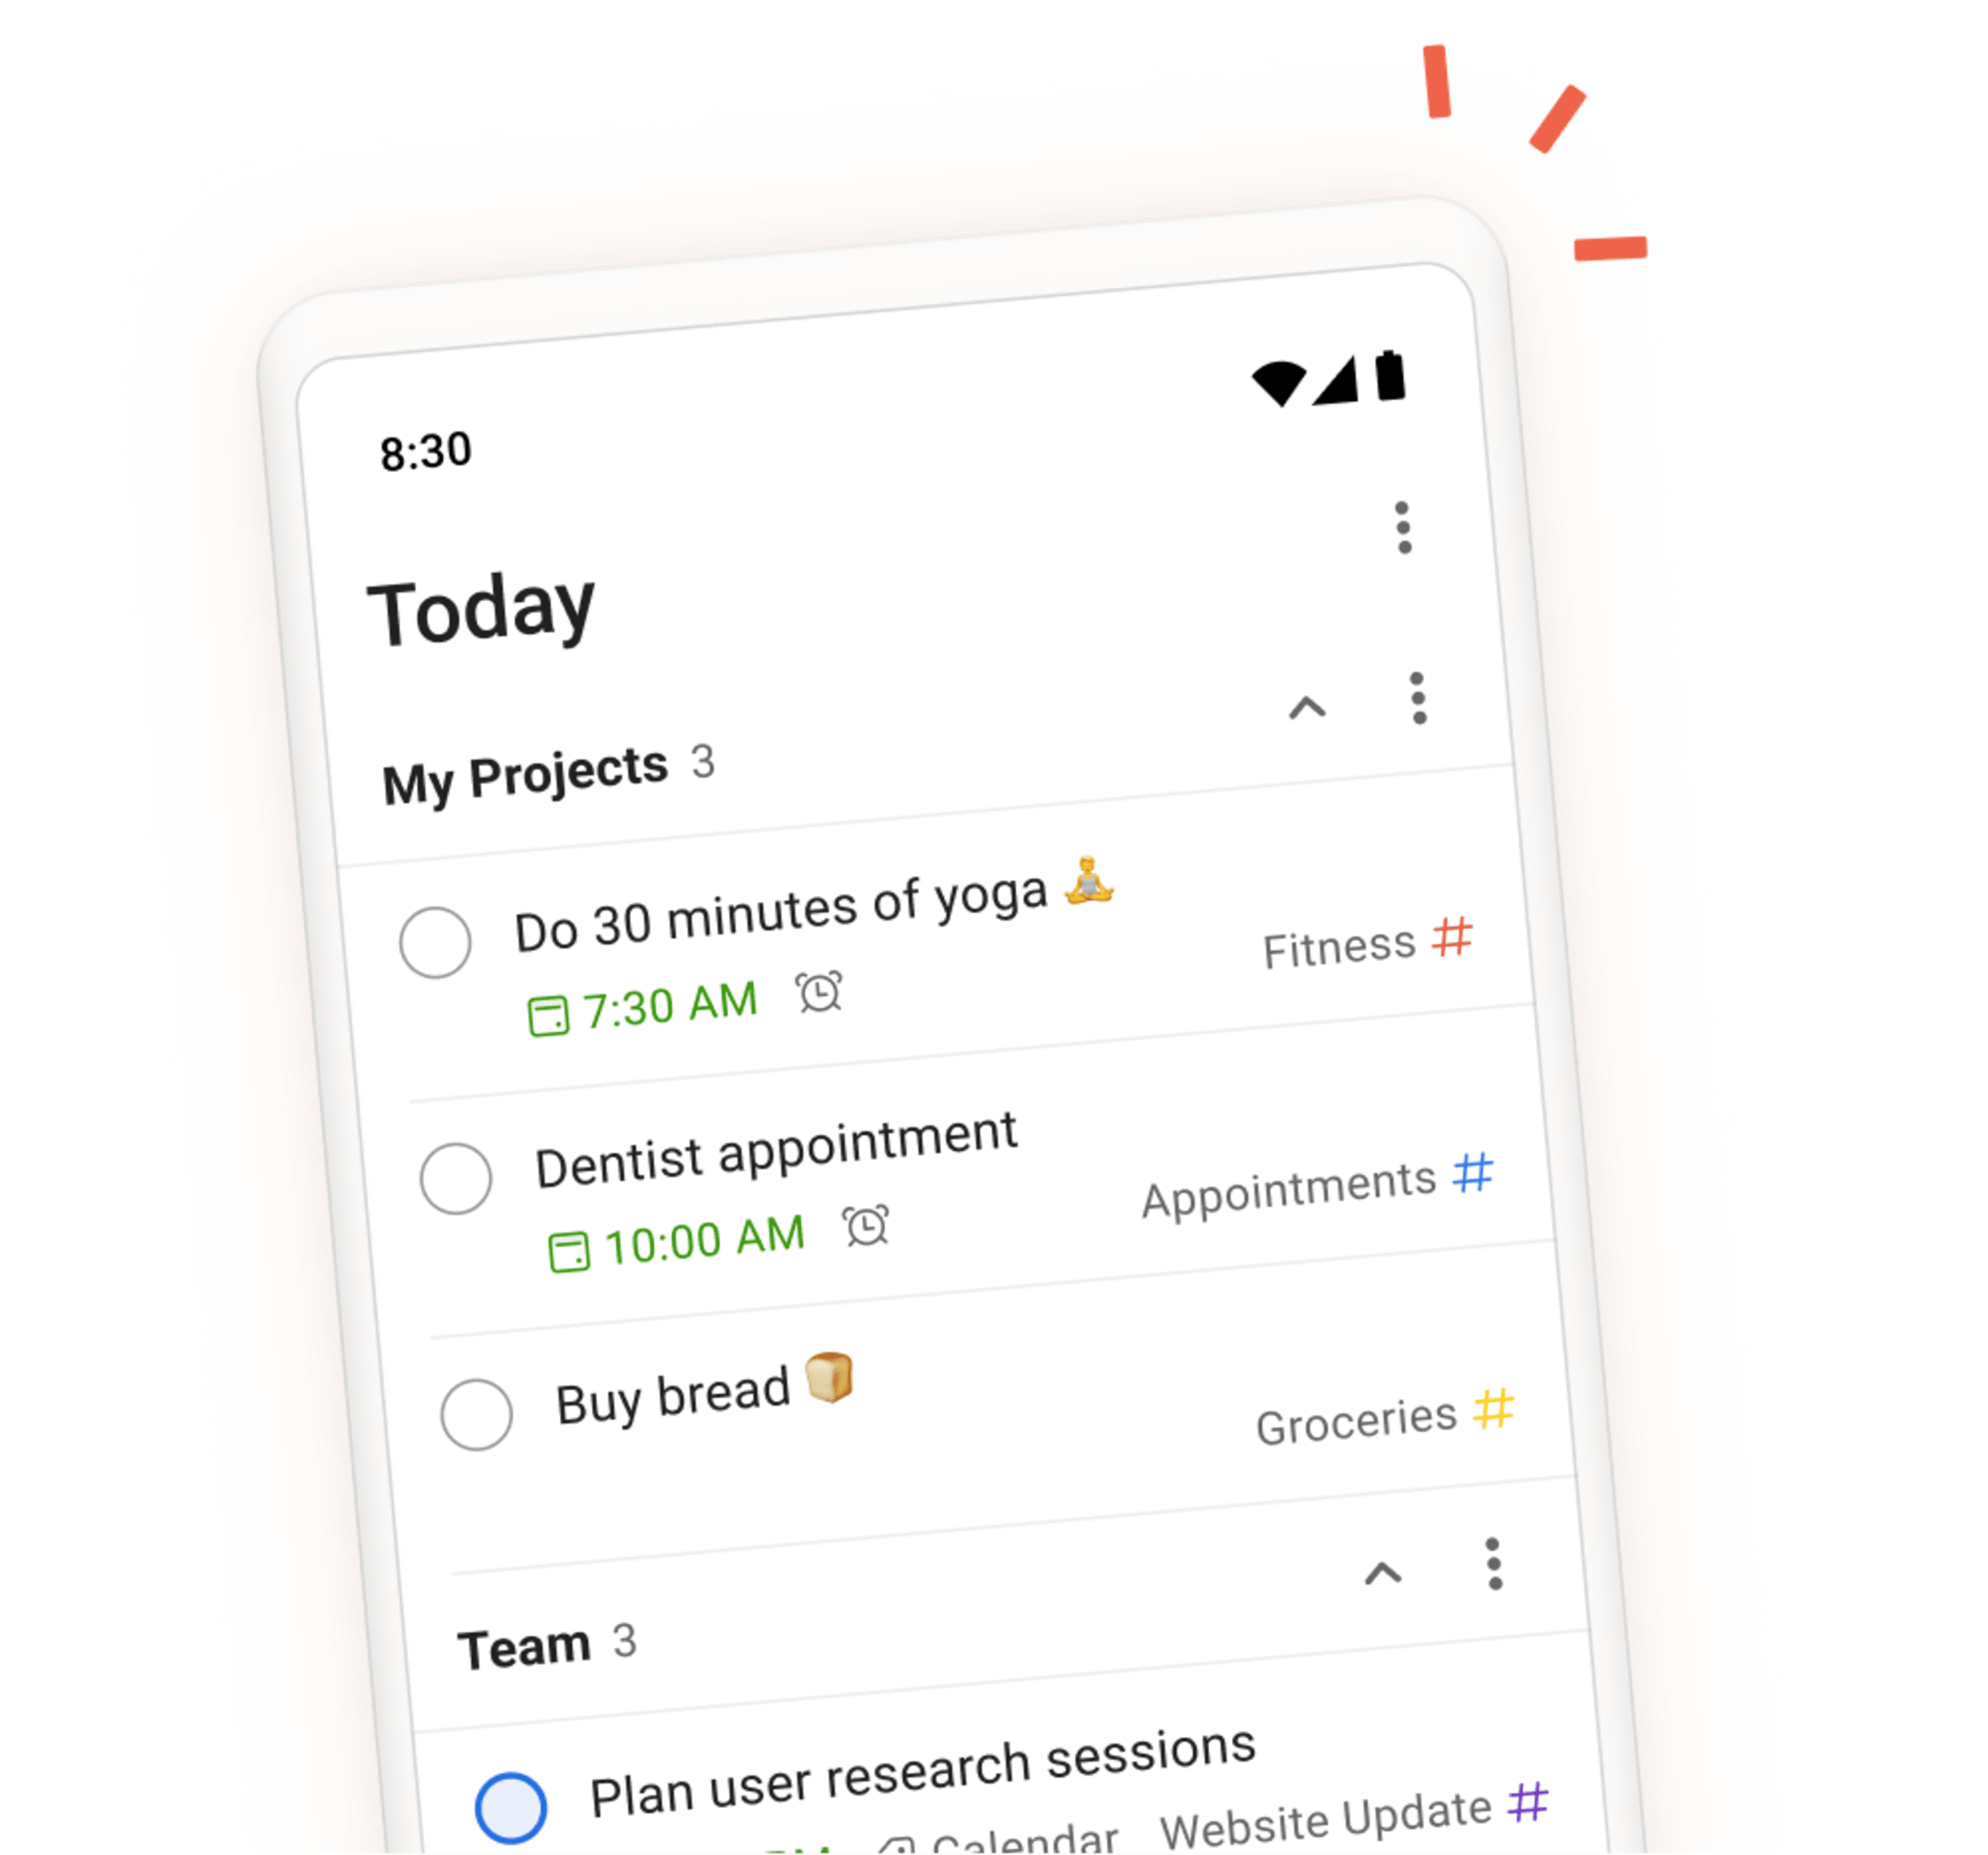 8:30
Today
My Projects 3
Do 30 minutes of yoga
7:30 AM
Fitness #
Dentist appointment
10:00 AM
Appointments #
Buy bread
Groceries #
Team 3
Plan user research sessions
PM Calendar Website Update #